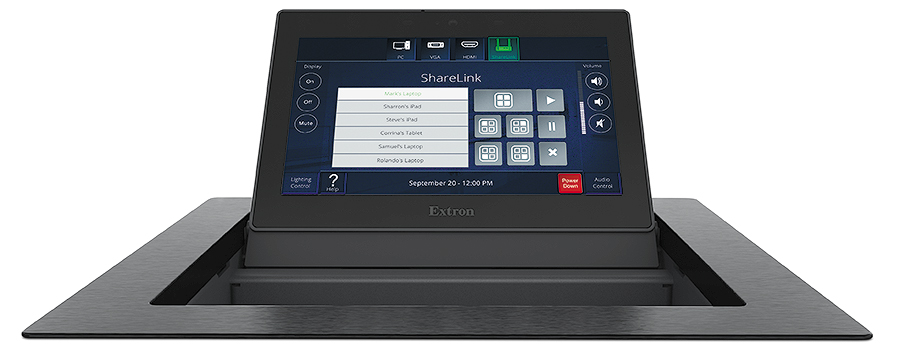 PC VGA HDMI ShareLink
Display
Volume
ShareLink
On
Off
Mute
Mark's Laptop
Sharron's iPad
Steve's iPad
Corrina's Tablet
Samuel's Laptop
Rolando's Laptop
Lighting
Control
?
Help
September 20 - 12:00 PM
Power
Down
Audio
Control
Extron